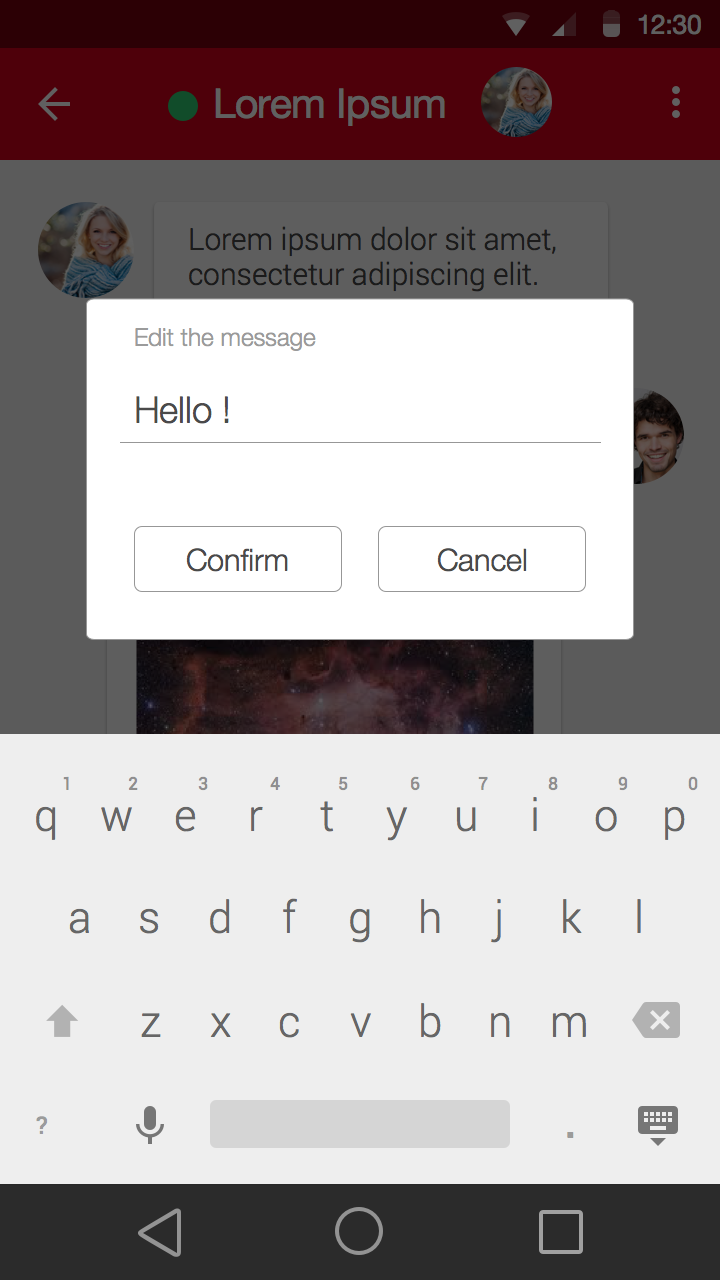 12:30
Lorem Ipsum
Lorem ipsum dolor sit amet,
consectetur adipiscing elit.
Edit the message
Hello !
Confirm Cancel
1 2 3 4 5 6 7 8 9 0
q w e r t y u i o p
a s d f g h j k l
z x c v b n m
? .